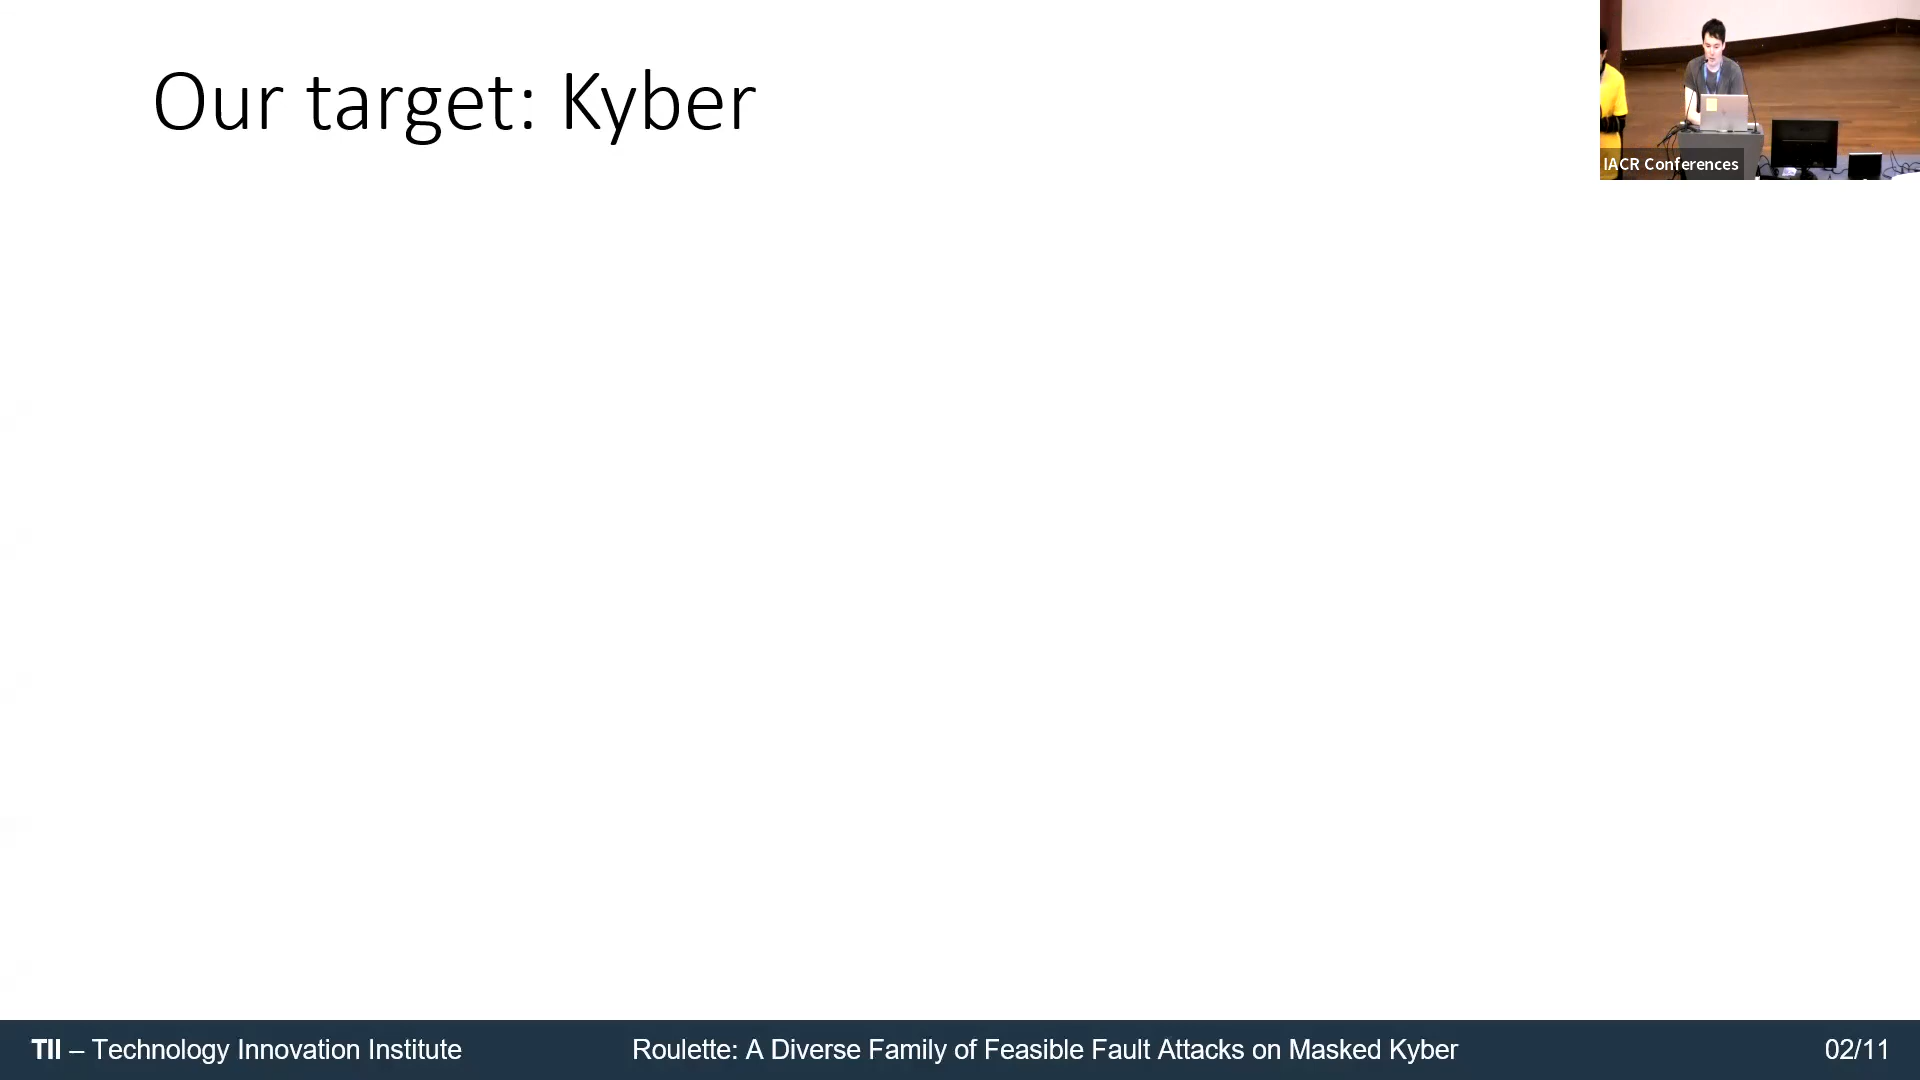 Our target: Kyber
IACR Conferences
TII – Technology Innovation Institute
Roulette: A Diverse Family of Feasible Fault Attacks on Masked Kyber
02/11